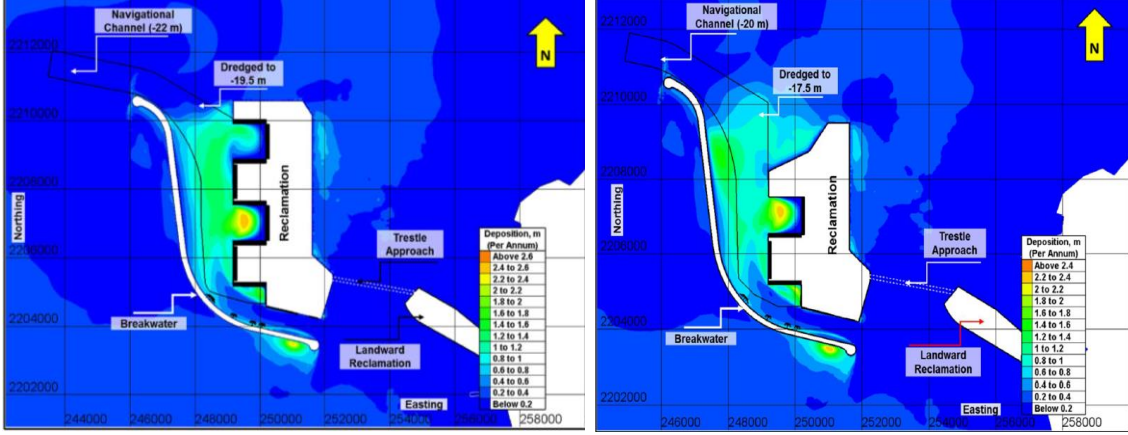 Navigational
Channel (-22 m)
N
Dredged to
-19.5 m
2212000
2210000
2208000
2206000
2204000
2202000
Northing
Reclamation
Trestle
Approach
Breakwater
Landward
Reclamation
Deposition, m
(Per Annum)
Above 2.6
2.4 to 2.6
2.2 to 2.4
2 to 2.2
1.8 to 2
1.6 to 1.8
1.4 to 1.6
1.2 to 1.4
1 to 1.2
0.8 to 1
0.6 to 0.8
0.4 to 0.6
0.2 to 0.4
Below 0.2
Easting
244000
246000
248000
250000
252000
254000
256000
258000
Navigational
Channel (-20 m)
N
Dredged to
-17.5 m
2212000
2210000
2208000
2206000
2204000
2202000
Northing
Reclamation
Trestle
Approach
Breakwater
Landward
Reclamation
Deposition, m
(Per Annum)
Above 2.4
2.2 to 2.4
2 to 2.2
1.8 to 2
1.6 to 1.8
1.4 to 1.6
1.2 to 1.4
1 to 1.2
0.8 to 1
0.6 to 0.8
0.4 to 0.6
0.2 to 0.4
Below 0.2
Easting
246000
248000
250000
252000
254000
256000
258000